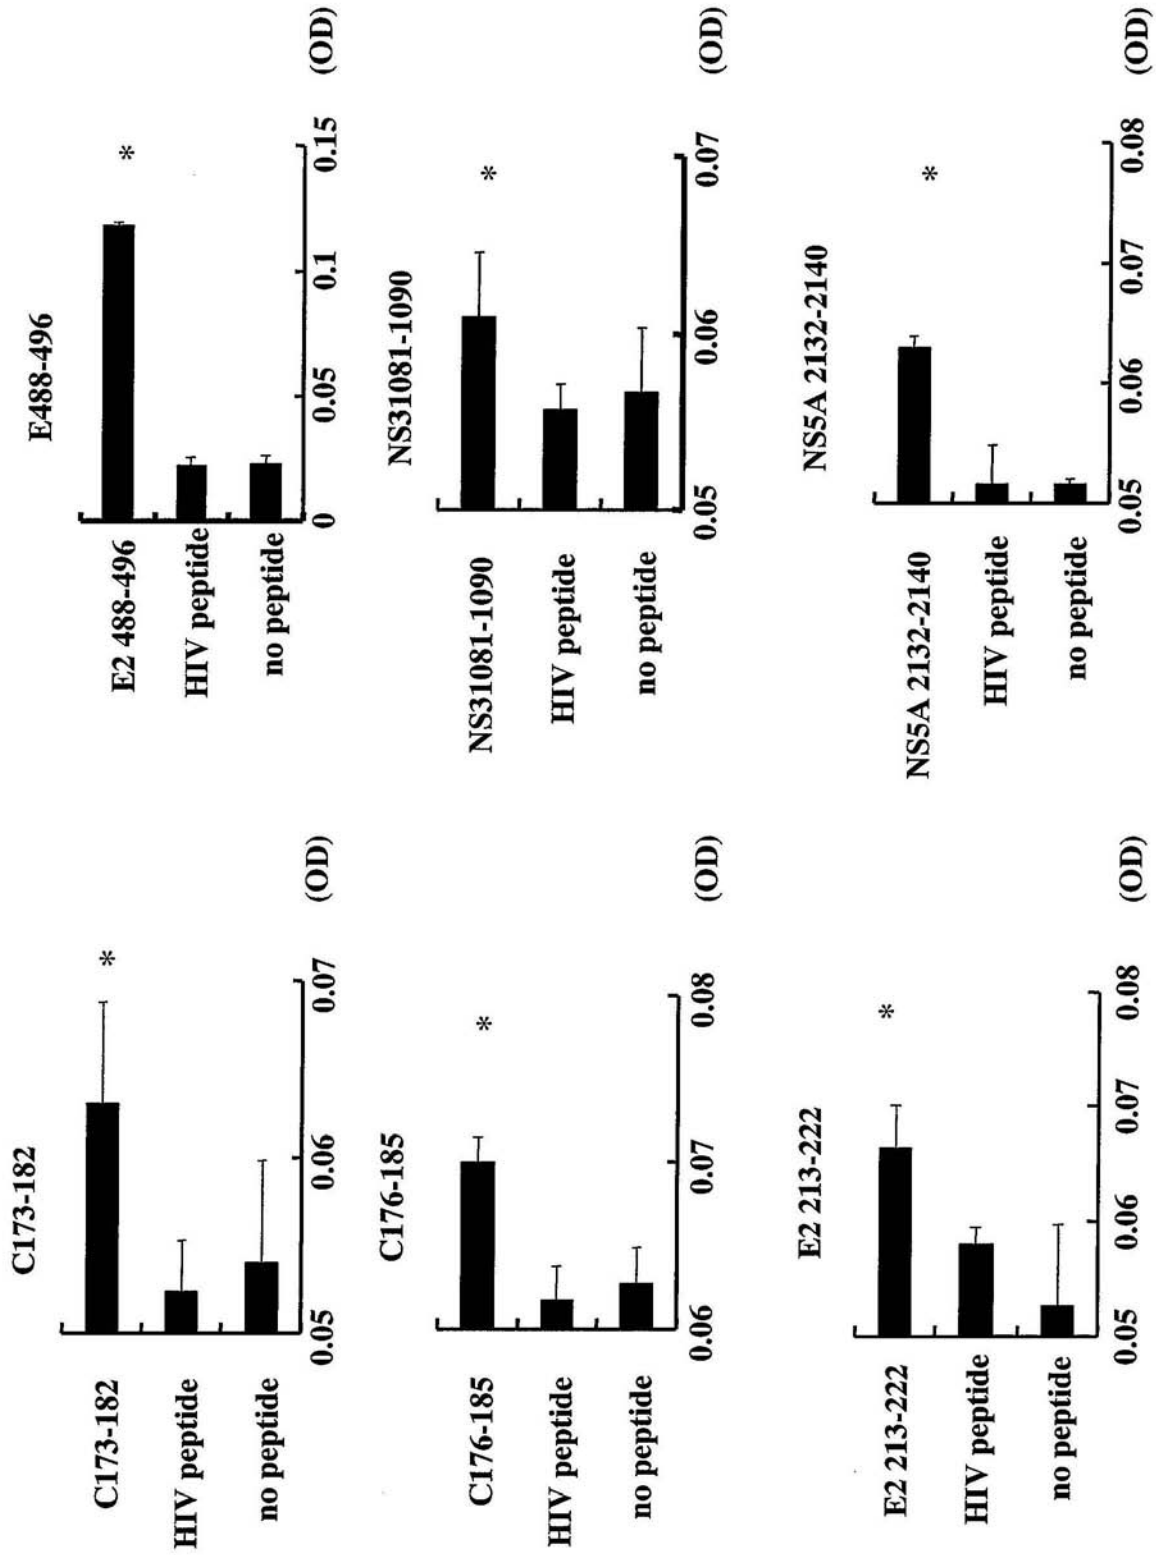 C173-182
C173-182
*
HIV peptide
no peptide
0.05
0.06
0.07
(OD)
E488-496
E2 488-496
*
HIV peptide
no peptide
0
0.05
0.1
0.15
(OD)
C176-185
C176-185
*
HIV peptide
no peptide
0.06
0.07
0.08
(OD)
NS31081-1090
NS31081-1090
*
HIV peptide
no peptide
0.05
0.06
0.07
(OD)
E2 213-222
E2 213-222
*
HIV peptide
no peptide
0.05
0.06
0.07
0.08
(OD)
NS5A 2132-2140
NS5A 2132-2140
*
HIV peptide
no peptide
0.05
0.06
0.07
0.08
(OD)